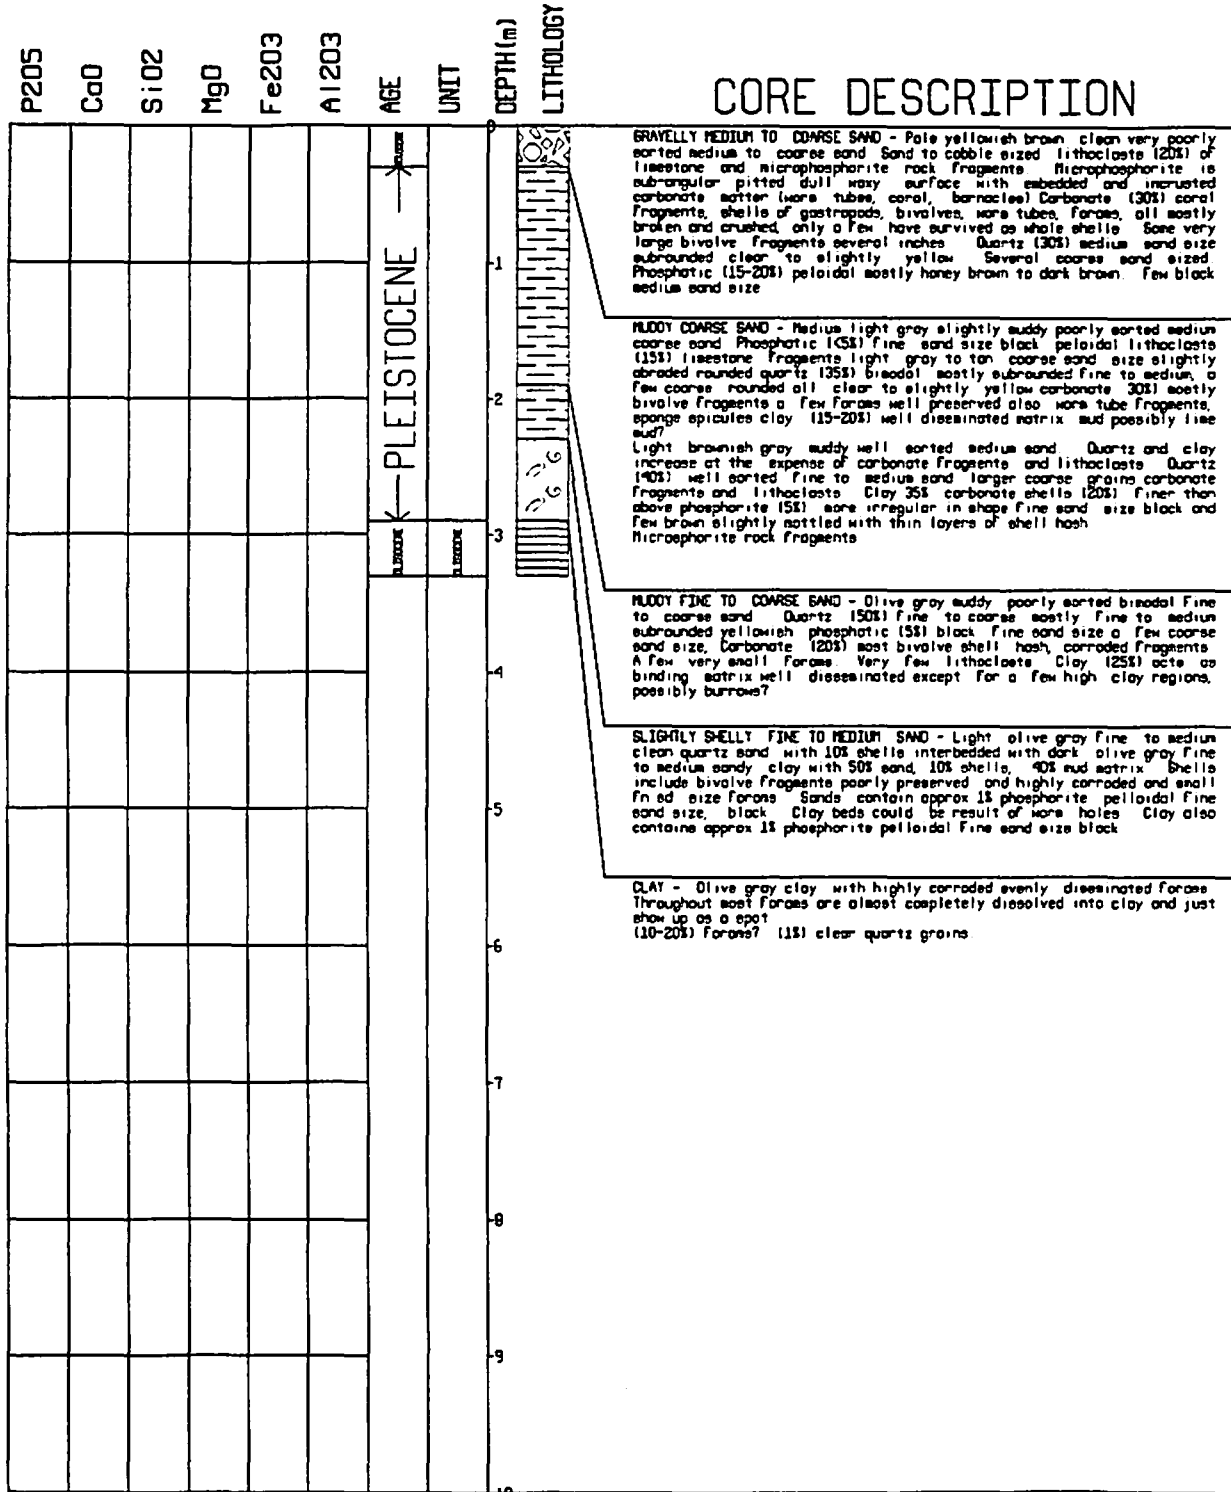 P2O5
CaO
SiO2
MgO
Fe2O3
Al2O3
AGE
UNIT
DEPTH(m)
LITHOLOGY
CORE DESCRIPTION
0
-1
-2
-3
-4
-5
-6
-7
-8
-9
-10
PLEISTOCENE
OLIGOCENE
OLIGOCENE
GRAVELLY MEDIUM TO COARSE SAND - Pale yellowish brown clean very poorly
sorted medium to coarse sand Sand to cobble sized lithoclasts (20%) of
limestone and microphosphorite rock fragments Microphosphorite is
sub-angular pitted dull waxy surface with embedded and incrusted
carbonate matter (worm tubes, coral, barnacles) Carbonate (30%) coral
fragments, shells of gastropods, bivalves, worm tubes, forams, all mostly
broken and crushed, only a few have survived as whole shells Some very
large bivalve fragments several inches Quartz (30%) medium sand size
subrounded clear to slightly yellow Several coarse sand sized.
Phosphatic (15-20%) peloidal mostly honey brown to dark brown. Few black
medium sand size
MUDDY COARSE SAND - Medium light gray slightly muddy poorly sorted medium
coarse sand Phosphatic (<5%) fine sand size black peloidal lithoclasts
(15%) limestone fragments light gray to tan coarse sand size slightly
abraded rounded quartz (35%) bimodal mostly subrounded fine to medium, a
few coarse rounded all clear to slightly yellow carbonate 30%) mostly
bivalve fragments a few forams well preserved also worm tube fragments,
sponge spicules clay (15-20%) well diseminated matrix mud possibly lime
mud?
Light brownish gray muddy well sorted medium sand. Quartz and clay
increase at the expense of carbonate fragments and lithoclasts Quartz
(40%) well sorted fine to medium sand larger coarse grains carbonate
fragments and lithoclasts Clay 35% carbonate shells (20%) finer than
above phosphorite (5%) more irregular in shape fine sand size black and
few brown slightly mottled with thin layers of shell hash
Microsphorite rock fragments
MUDDY FINE TO COARSE SAND - Olive gray muddy poorly sorted bimodal fine
to coarse sand Quartz (50%) fine to coarse mostly fine to medium
subrounded yellowish phosphatic (5%) black fine sand size a few coarse
sand size, Carbonate (20%) most bivalve shell hash, corroded fragments
A few very small forams. Very few lithoclasts Clay (25%) acts as
binding matrix well disseminated except for a few high clay regions,
possibly burrows?
SLIGHTLY SHELLY FINE TO MEDIUM SAND - Light olive gray fine to medium
clean quartz sand with 10% shells interbedded with dark olive gray fine
to medium sandy clay with 50% sand, 10% shells, 40% mud matrix Shells
include bivalve fragments poorly preserved and highly corroded and small
fn sd size forams Sands contain approx 1% phosphorite pelloidal fine
sand size, black Clay beds could be result of worm holes Clay also
contains approx 1% phosphorite pelloidal fine sand size black
CLAY - Olive gray clay with highly corroded evenly diseminated forams
Throughout most forams are almost completely dissolved into clay and just
show up as a spot
(10-20%) forams? (1%) clear quartz grains.